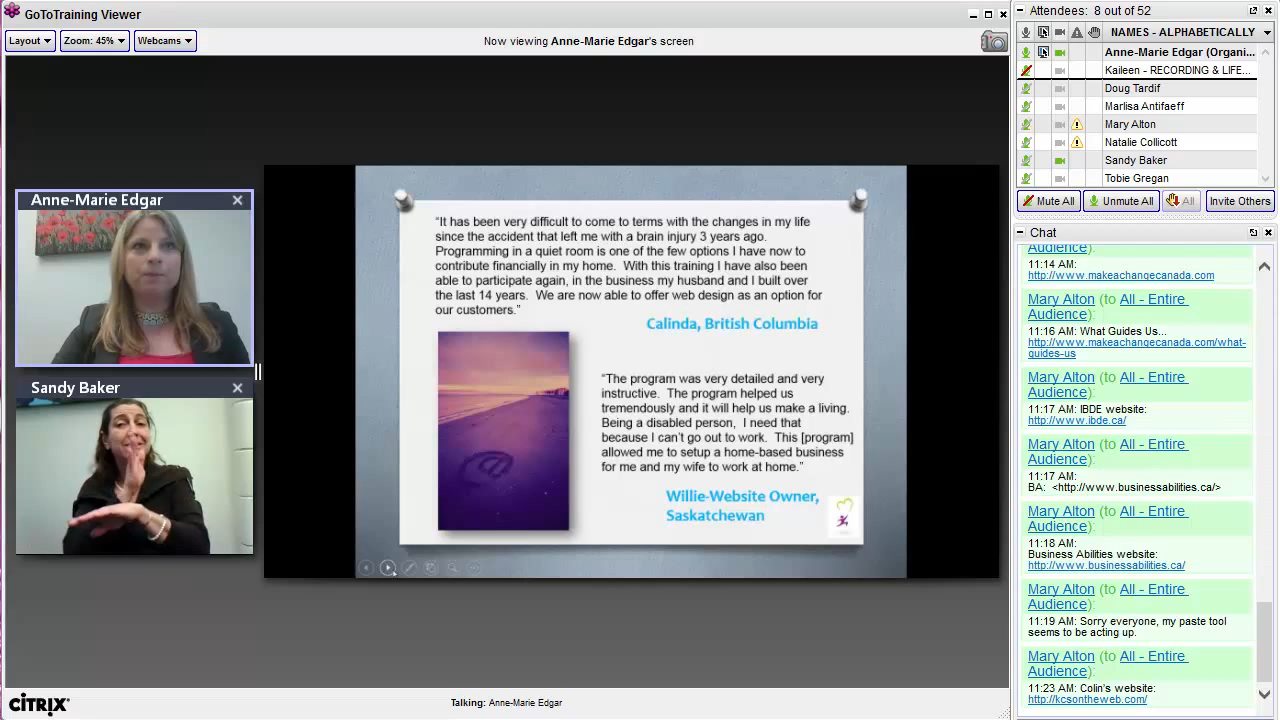 GoToTraining Viewer
Layout
Zoom: 45%
Webcams
Now viewing Anne-Marie Edgar's screen
Anne-Marie Edgar
Sandy Baker
“It has been very difficult to come to terms with the changes in my life
since the accident that left me with a brain injury 3 years ago.
Programming in a quiet room is one of the few options I have now to
contribute financially in my home. With this training I have also been
able to participate again, in the business my husband and I built over
the last 14 years. We are now able to offer web design as an option for
our customers.”
Calinda, British Columbia
“The program was very detailed and very
instructive. The program helped us
tremendously and it will help us make a living.
Being a disabled person, I need that
because I can’t go out to work. This [program]
allowed me to setup a home-based business
for me and my wife to work at home.”
Willie-Website Owner,
Saskatchewan
@
CİTRIX®
Talking: Anne-Marie Edgar
Attendees: 8 out of 52
NAMES - ALPHABETICALLY
Anne-Marie Edgar (Organi...
Kaileen - RECORDING & LIFE...
Doug Tardif
Marlisa Antifaeff
Mary Alton
Natalie Collicott
Sandy Baker
Tobie Gregan
Mute All
Unmute All
All
Invite Others
Chat
Audience):
11:14 AM:
http://www.makeachangecanada.com
Mary Alton (to All - Entire
Audience):
11:16 AM: What Guides Us...
http://www.makeachangecanada.com/what-
guides-us
Mary Alton (to All - Entire
Audience):
11:17 AM: IBDE website:
http://www.ibde.ca/
Mary Alton (to All - Entire
Audience):
11:17 AM:
BA: <http://www.businessabilities.ca/>
Mary Alton (to All - Entire
Audience):
11:18 AM:
Business Abilities website:
http://www.businessabilities.ca/
Mary Alton (to All - Entire
Audience):
11:19 AM: Sorry everyone, my paste tool
seems to be acting up.
Mary Alton (to All - Entire
Audience):
11:23 AM: Colin's website:
http://kcsontheweb.com/